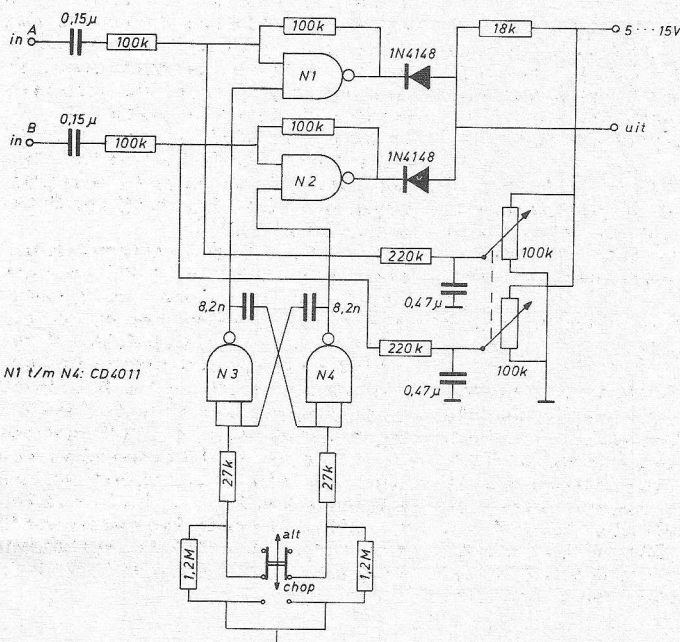 in A
0,15µ
100k
100k
N1
1N4148
18k
5···15V
in B
0,15µ
100k
100k
N2
1N4148
uit
220k
0,47µ
100k
8,2n
8,2n
220k
0,47µ
100k
N3
N4
N1 t/m N4: CD4011
27k
27k
alt
chop
1,2M
1,2M